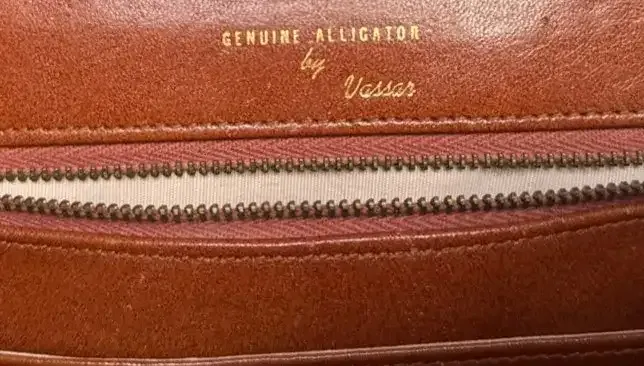 GENUINE ALLIGATOR
by
Vassar